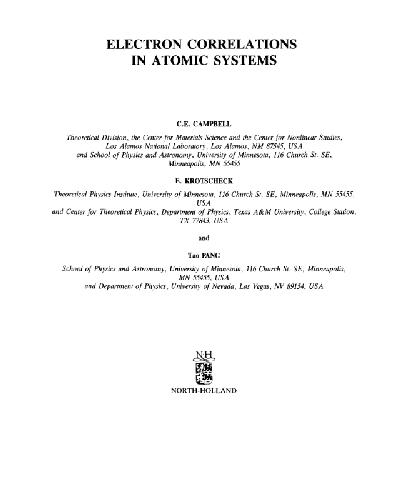 ELECTRON CORRELATIONS
IN ATOMIC SYSTEMS
C.E. CAMPBELL
Theoretical Division, the Center for Materials Science and the Center for Nonlinear Studies,
Los Alamos National Laboratory, Los Alamos, NM 87545, USA
and School of Physics and Astronomy, University of Minnesota, 116 Church St. SE,
Minneapolis, MN 55455
E. KROTSCHECK
Theoretical Physics Institute, University of Minnesota, 116 Church St. SE, Minneapolis, MN 55455,
USA
and Center for Theoretical Physics, Department of Physics, Texas A&M University, College Station,
TX 77843, USA
and
Tao PANG
School of Physics and Astronomy, University of Minnesota, 116 Church St. SE, Minneapolis,
MN 55455, USA
and Department of Physics, University of Nevada, Las Vegas, NV 89154, USA
N·H
NORTH-HOLLAND